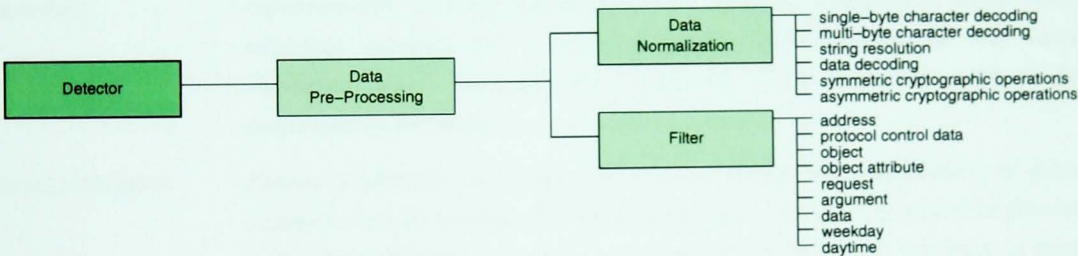 Detector
Data
Pre–Processing
Data
Normalization
single–byte character decoding
multi–byte character decoding
string resolution
data decoding
symmetric cryptographic operations
asymmetric cryptographic operations
Filter
address
protocol control data
object
object attribute
request
argument
data
weekday
daytime